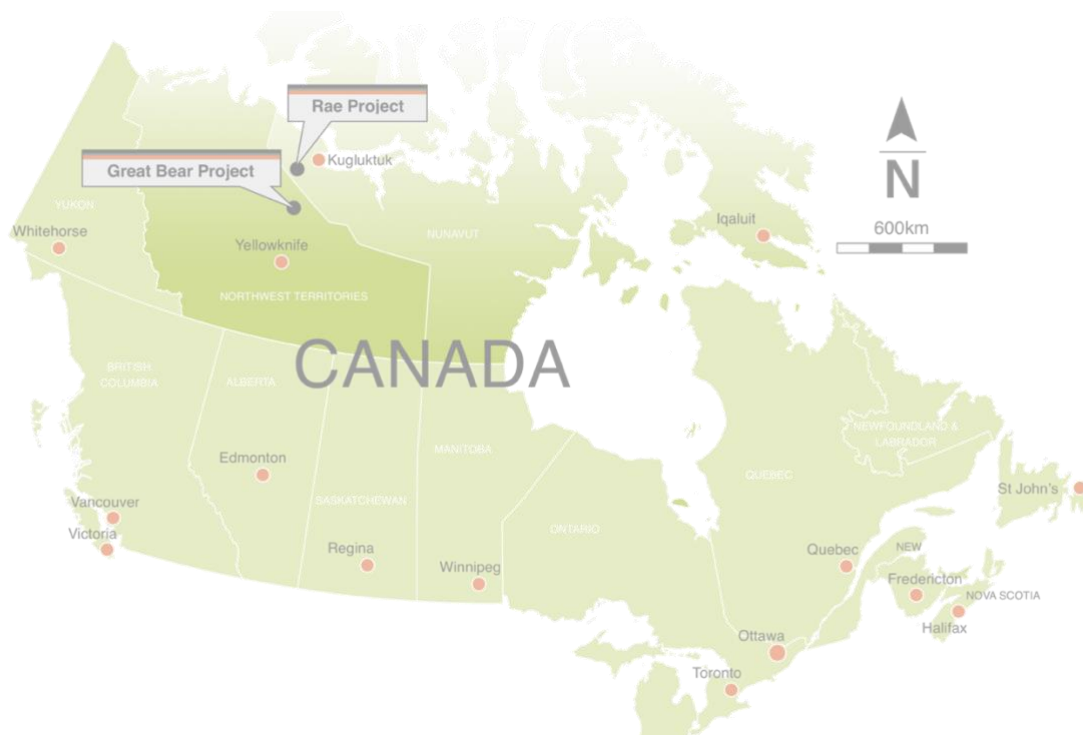 Rae Project
Kugluktuk
Great Bear Project
YUKON
Whitehorse
Iqaluit
N
600km
NUNAVUT
Yellowknife
NORTHWEST TERRITORIES
CANADA
BRITISH
COLUMBIA
ALBERTA
NEWFOUNDLAND &
LABRADOR
MANITOBA
Edmonton
QUEBEC
St John's
SASKATCHEWAN
Vancouver
Victoria
ONTARIO
Regina
Winnipeg
Quebec
NEW
Fredericton
NOVA SCOTIA
Halifax
Ottawa
Toronto